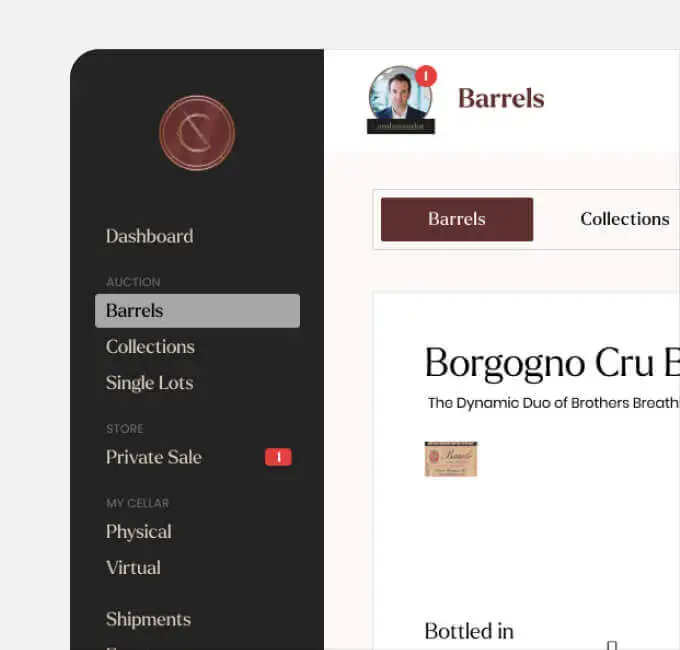 1
Barrels
Dashboard
AUCTION
Barrels
Collections
Single Lots
STORE
Private Sale 1
MY CELLAR
Physical
Virtual
Shipments
Barrels Collections
Borgogno Cru B
The Dynamic Duo of Brothers Breath
Barolo
Bottled in